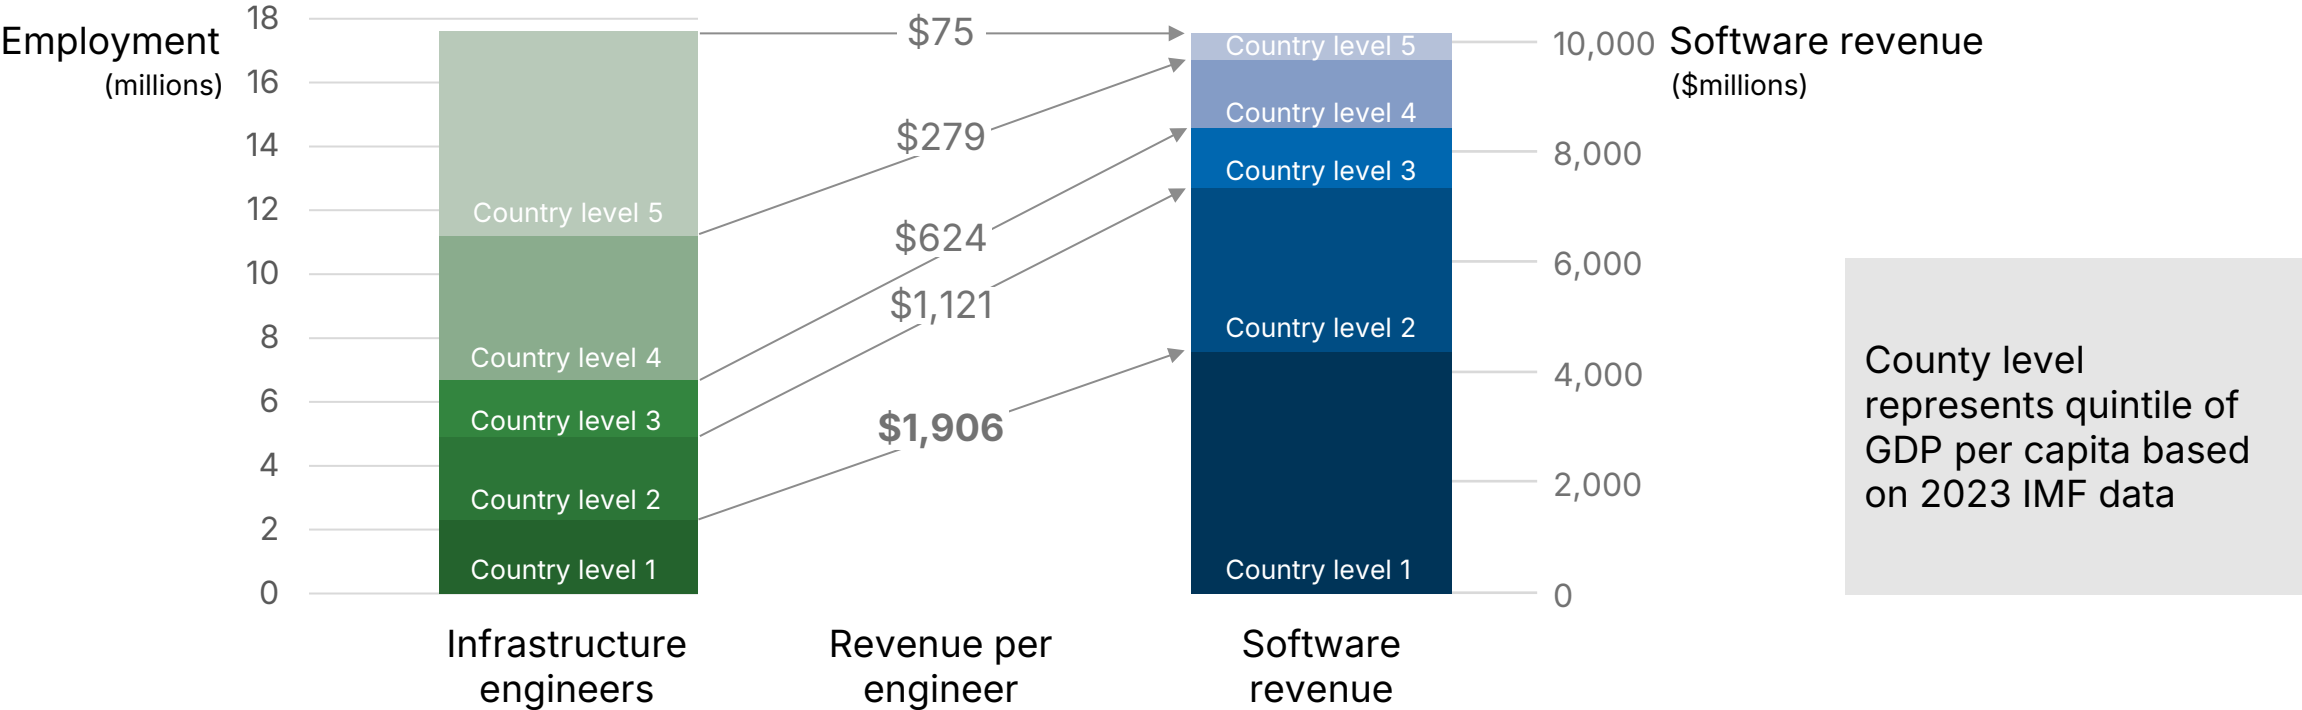 Employment
(millions)
18
16
14
12
10
8
6
4
2
0
Country level 5
Country level 4
Country level 3
Country level 2
Country level 1
Infrastructure
engineers
$75
$279
$624
$1,121
$1,906
Revenue per
engineer
Country level 5
Country level 4
Country level 3
Country level 2
Country level 1
Software
revenue
10,000
8,000
6,000
4,000
2,000
0
Software revenue
($millions)
County level
represents quintile of
GDP per capita based
on 2023 IMF data